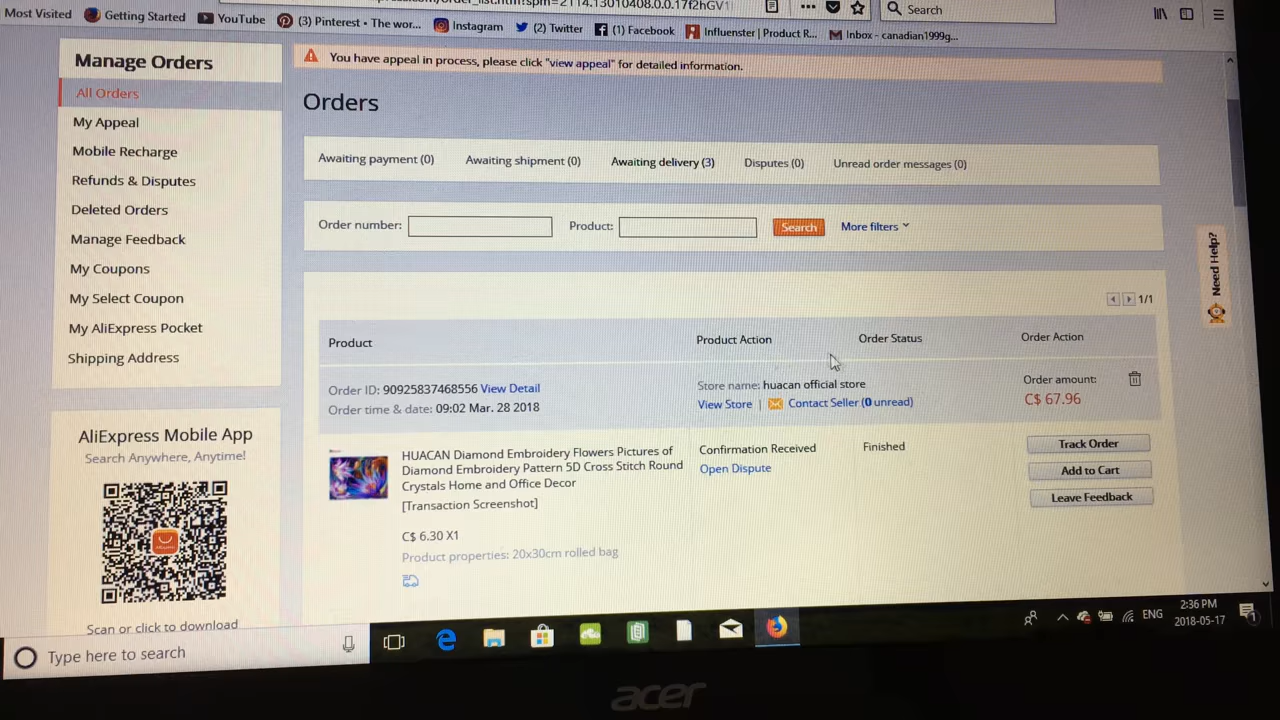 order_list.htm?spm=2114.13010408.0.0.17f2hGV1
Search
Most Visited Getting Started YouTube (3) Pinterest • The wor... Instagram (2) Twitter (1) Facebook Influenster | Product R... Inbox - canadian1999g...
Manage Orders
All Orders
My Appeal
Mobile Recharge
Refunds & Disputes
Deleted Orders
Manage Feedback
My Coupons
My Select Coupon
My AliExpress Pocket
Shipping Address
AliExpress Mobile App
Search Anywhere, Anytime!
Scan or click to download
You have appeal in process, please click "view appeal" for detailed information.
Orders
Awaiting payment (0) Awaiting shipment (0) Awaiting delivery (3) Disputes (0) Unread order messages (0)
Order number: Product: Search More filters
1/1
Product Product Action Order Status Order Action
Order ID: 90925837468556 View Detail
Order time & date: 09:02 Mar. 28 2018
Store name: huacan official store
View Store | Contact Seller (0 unread)
Order amount:
C$ 67.96
HUACAN Diamond Embroidery Flowers Pictures of
Diamond Embroidery Pattern 5D Cross Stitch Round
Crystals Home and Office Decor
[Transaction Screenshot]
C$ 6.30 X1
Product properties: 20x30cm rolled bag
Confirmation Received
Open Dispute
Finished
Track Order
Add to Cart
Leave Feedback
Need Help?
Type here to search
ENG
2:36 PM
2018-05-17
1
acer